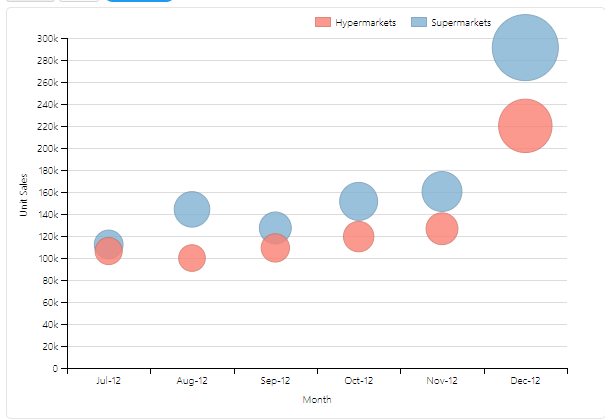 Hypermarkets Supermarkets
300k
280k
260k
240k
220k
200k
180k
160k
140k
120k
100k
80k
60k
40k
20k
0
Unit Sales
Jul-12 Aug-12 Sep-12 Oct-12 Nov-12 Dec-12
Month